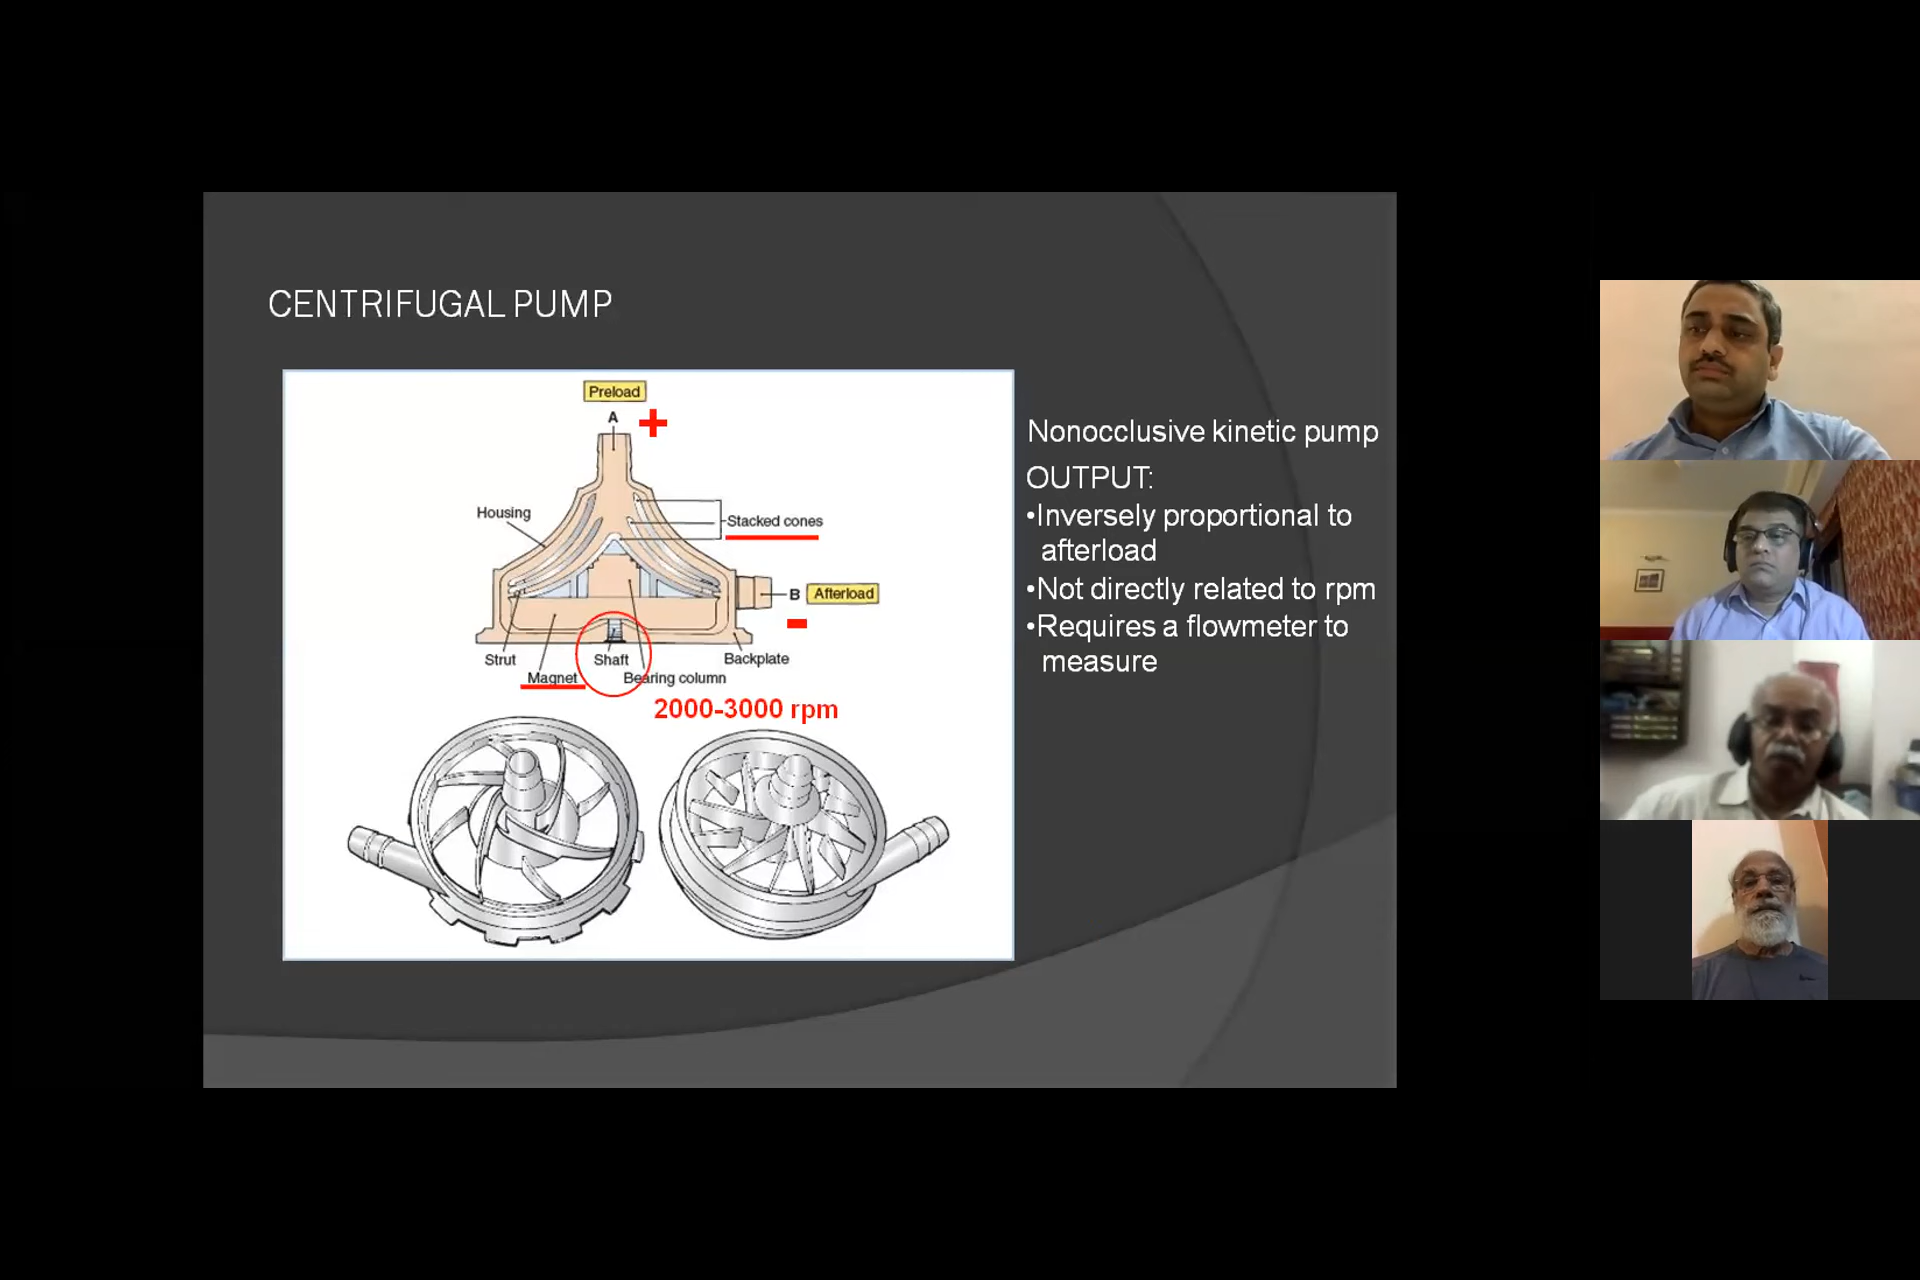 CENTRIFUGAL PUMP
Preload
A
+
Housing
Stacked cones
B Afterload
-
Strut
Shaft
Backplate
Magnet
Bearing column
2000-3000 rpm
Nonocclusive kinetic pump
OUTPUT:
•Inversely proportional to
afterload
•Not directly related to rpm
•Requires a flowmeter to
measure